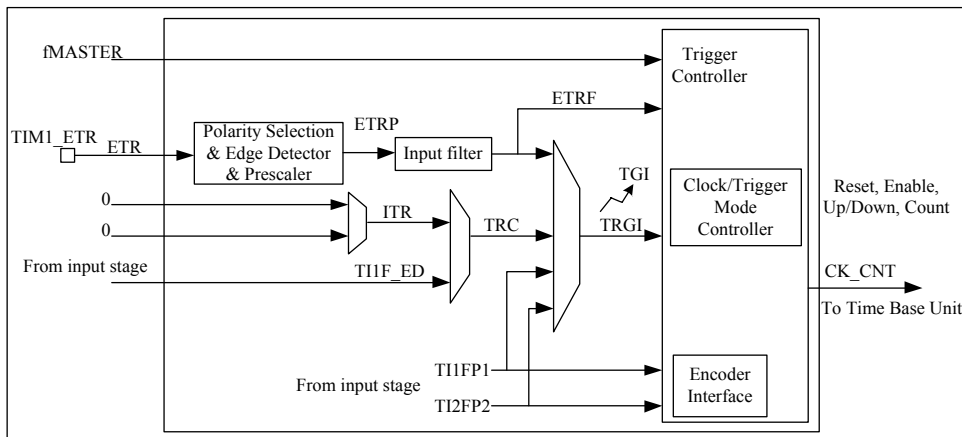 fMASTER
Trigger
Controller
ETRF
TIM1_ETR
ETR
Polarity Selection
& Edge Detector
& Prescaler
ETRP
Input filter
TGI
Clock/Trigger
Mode
Controller
Reset, Enable,
Up/Down, Count
0
ITR
0
TRC
TRGI
From input stage
TI1F_ED
CK_CNT
To Time Base Unit
From input stage
TI1FP1
TI2FP2
Encoder
Interface